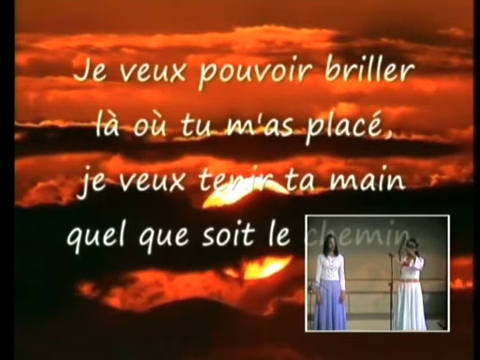 Je veux pouvoir briller
là où tu m'as placé,
je veux tenir ta main
quel que soit le chemin